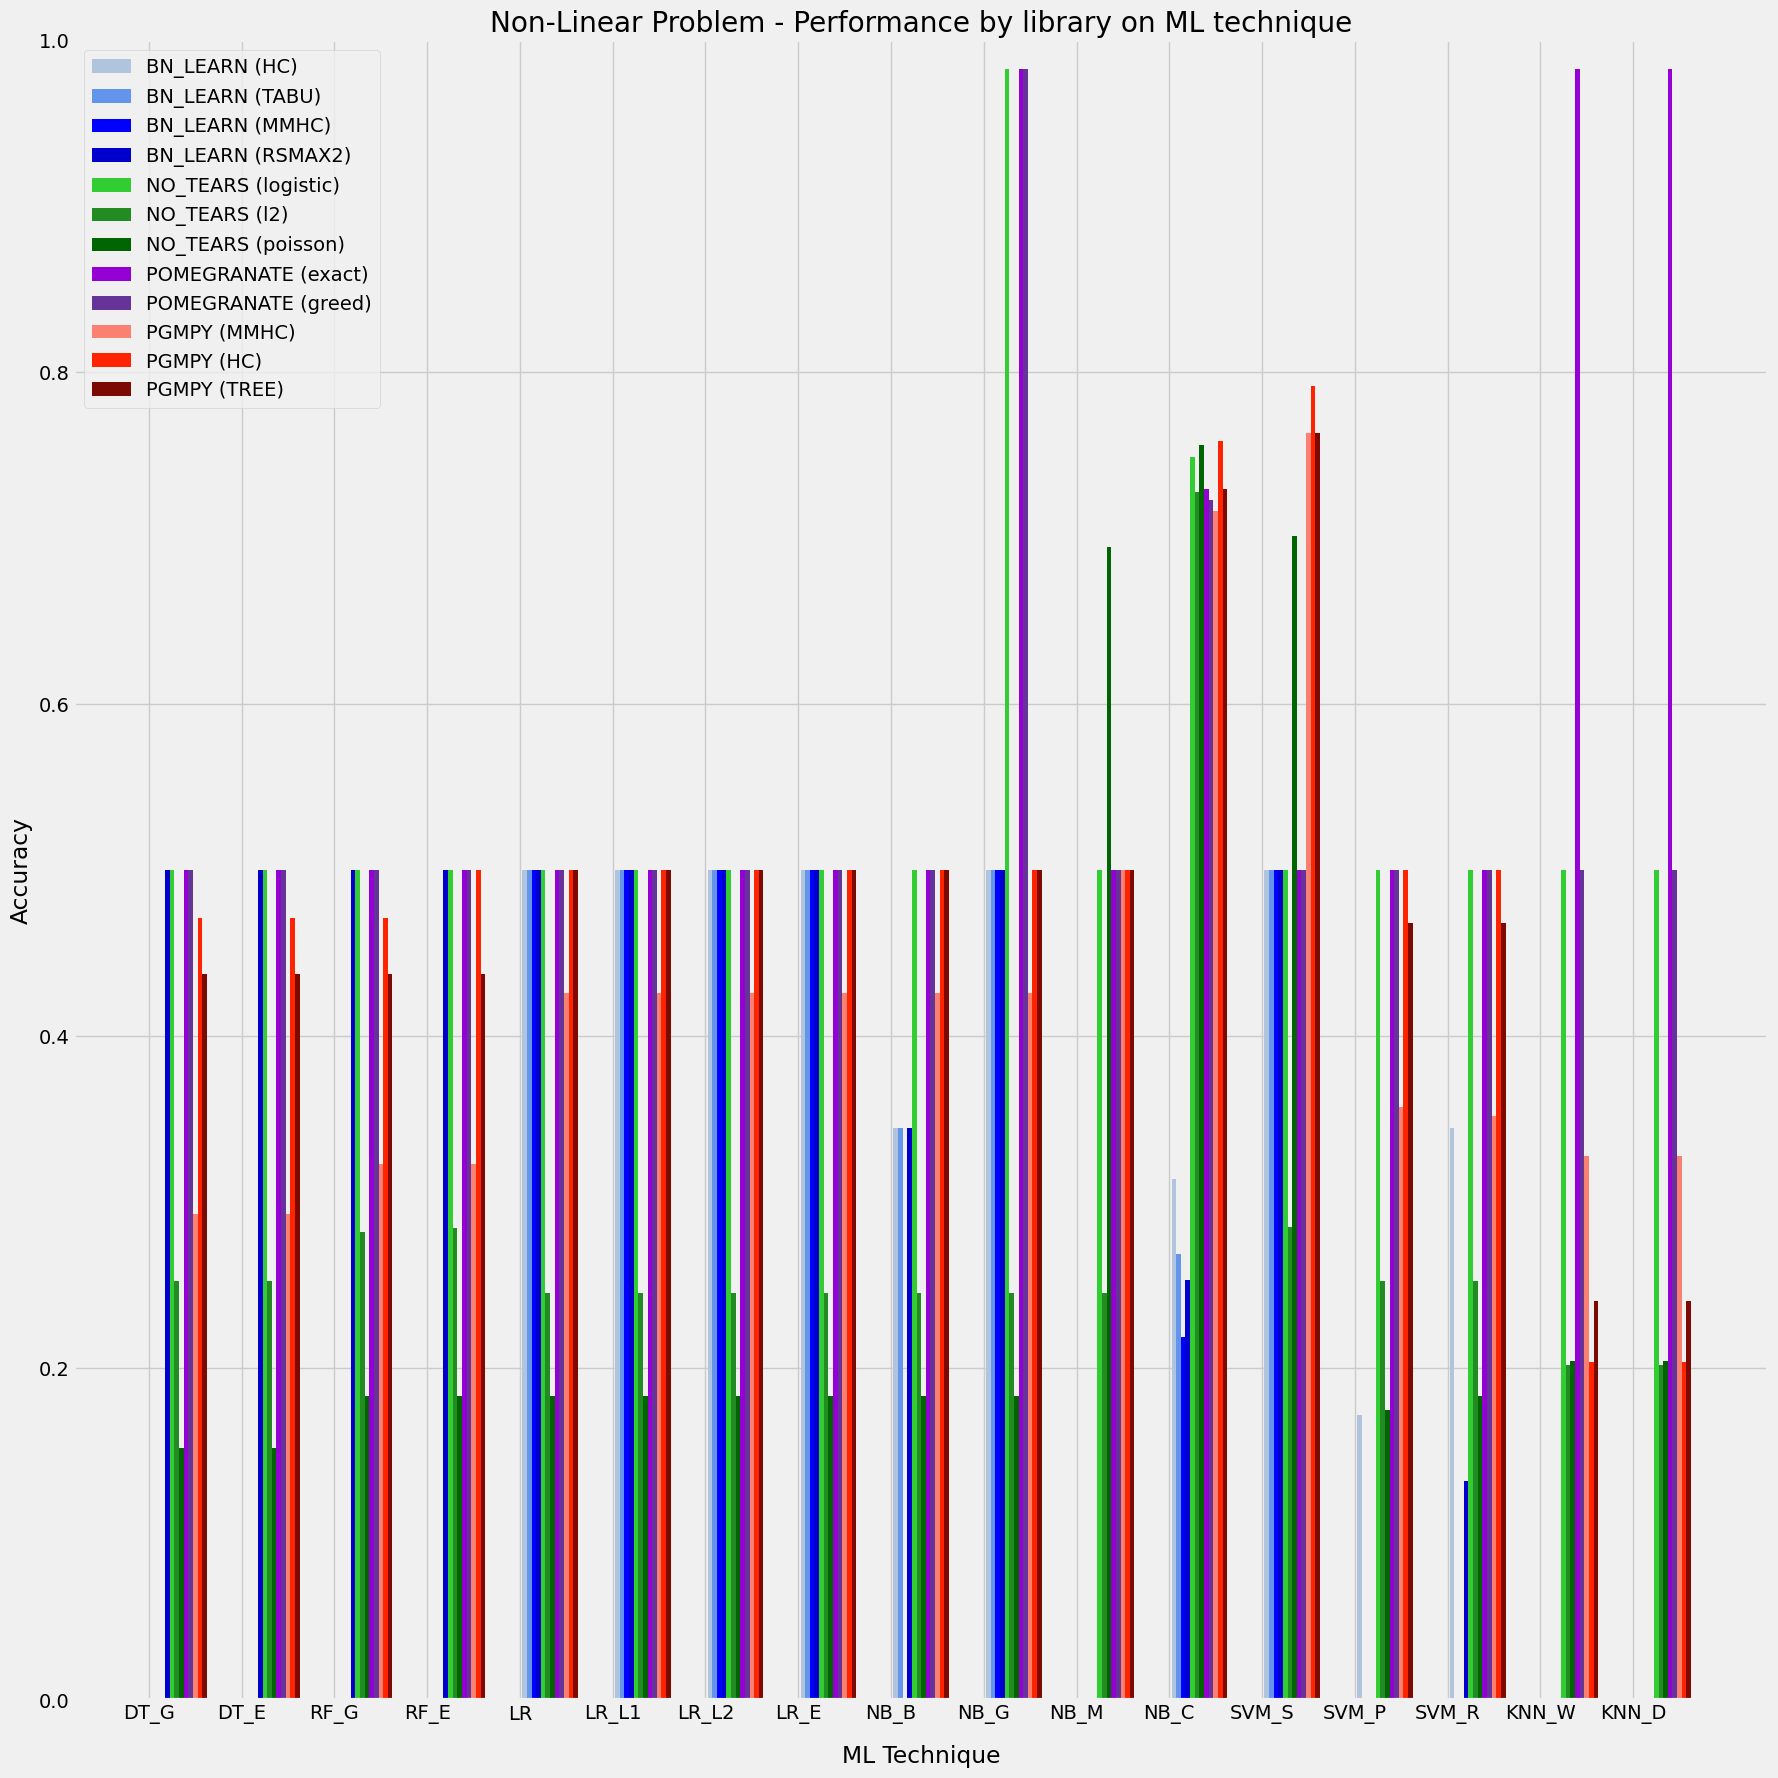 Non-Linear Problem - Performance by library on ML technique
1.0
0.8
0.6
0.4
0.2
0.0
Accuracy
BN_LEARN (HC)
BN_LEARN (TABU)
BN_LEARN (MMHC)
BN_LEARN (RSMAX2)
NO_TEARS (logistic)
NO_TEARS (l2)
NO_TEARS (poisson)
POMEGRANATE (exact)
POMEGRANATE (greed)
PGMPY (MMHC)
PGMPY (HC)
PGMPY (TREE)
DT_G DT_E RF_G RF_E LR LR_L1 LR_L2 LR_E NB_B NB_G NB_M NB_C SVM_S SVM_P SVM_R KNN_W KNN_D
ML Technique